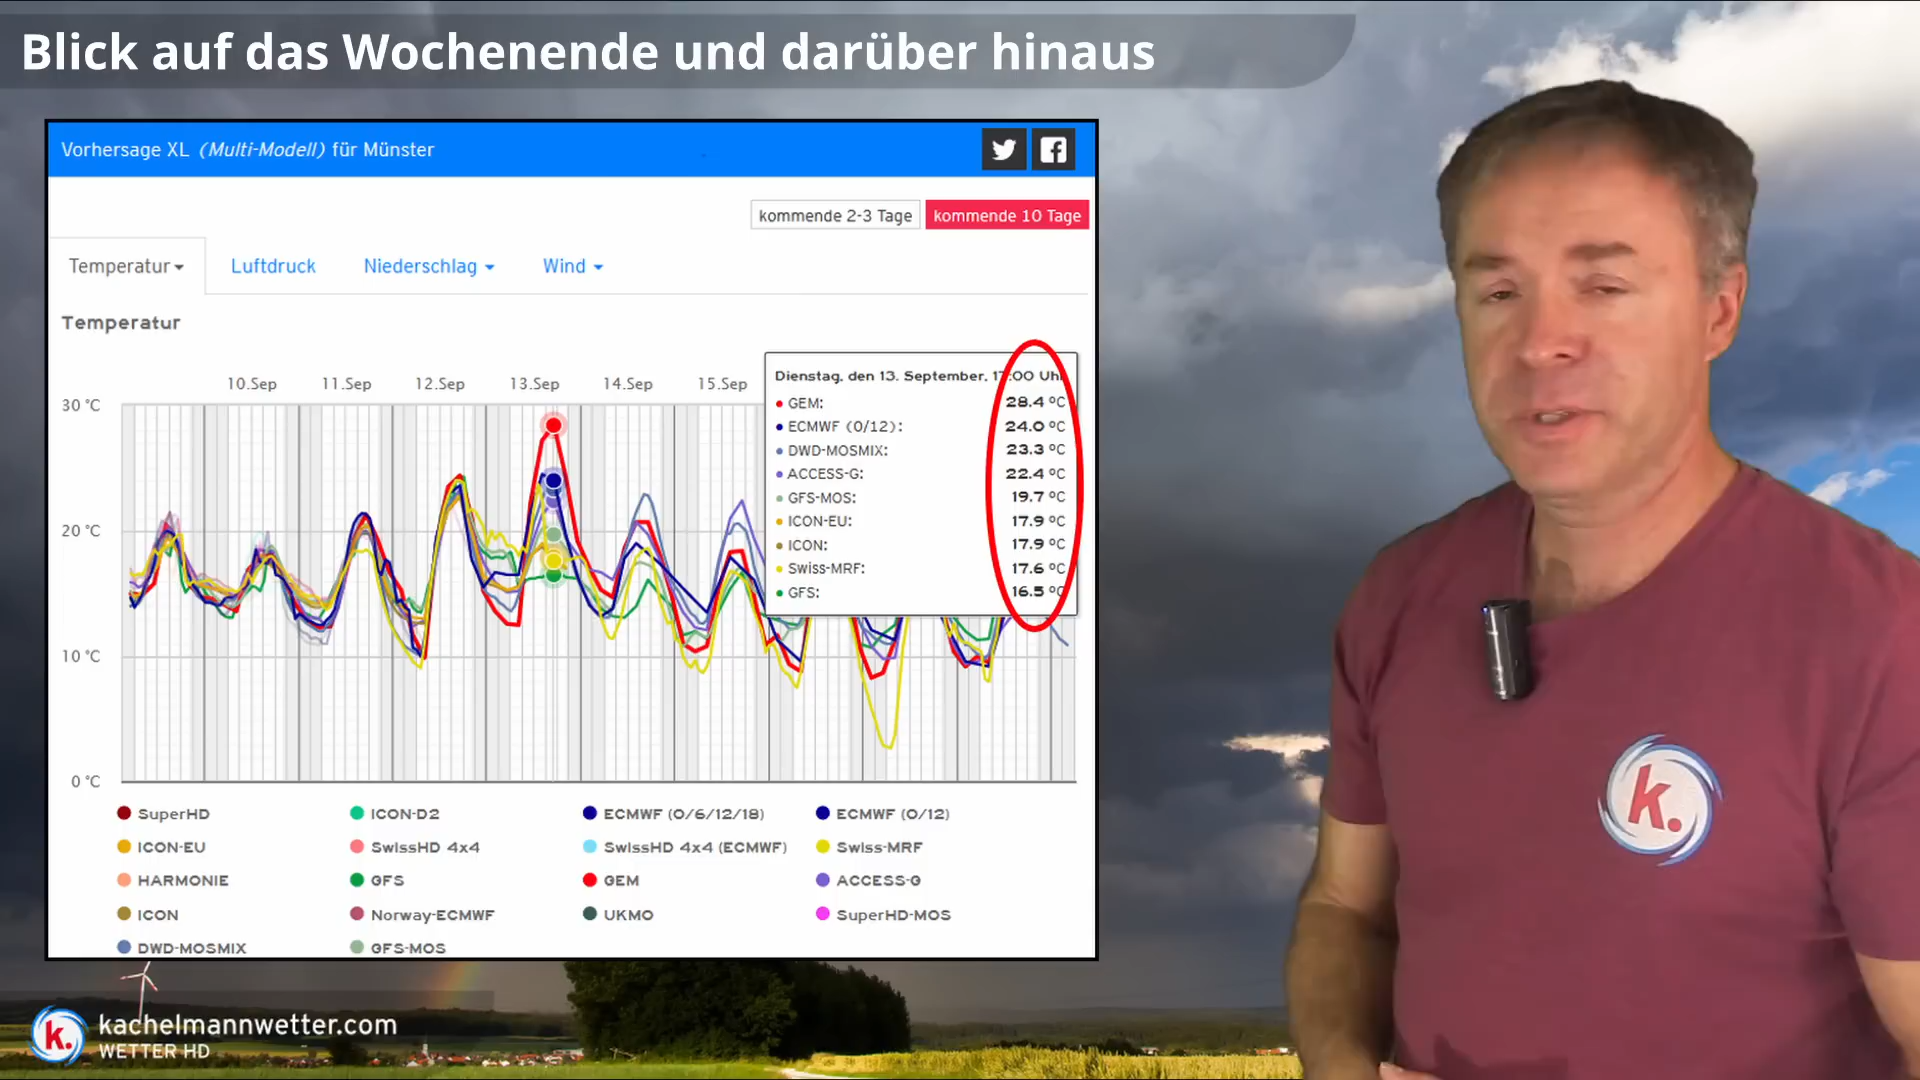 Blick auf das Wochenende und darüber hinaus
Vorhersage XL (Multi-Modell) für Münster
kommende 2-3 Tage
kommende 10 Tage
Temperatur
Luftdruck
Niederschlag
Wind
Temperatur
10.Sep
11.Sep
12.Sep
13.Sep
14.Sep
15.Sep
30 °C
20 °C
10 °C
0 °C
Dienstag, den 13. September, 17:00 Uhr
GEM: 28.4 °C
ECMWF (0/12): 24.0 °C
DWD-MOSMIX: 23.3 °C
ACCESS-G: 22.4 °C
GFS-MOS: 19.7 °C
ICON-EU: 17.9 °C
ICON: 17.9 °C
Swiss-MRF: 17.6 °C
GFS: 16.5 °C
SuperHD
ICON-D2
ECMWF (0/6/12/18)
ECMWF (0/12)
ICON-EU
SwissHD 4x4
SwissHD 4x4 (ECMWF)
Swiss-MRF
HARMONIE
GFS
GEM
ACCESS-G
ICON
Norway-ECMWF
UKMO
SuperHD-MOS
DWD-MOSMIX
GFS-MOS
k.
k.
kachelmannwetter.com
WETTER HD